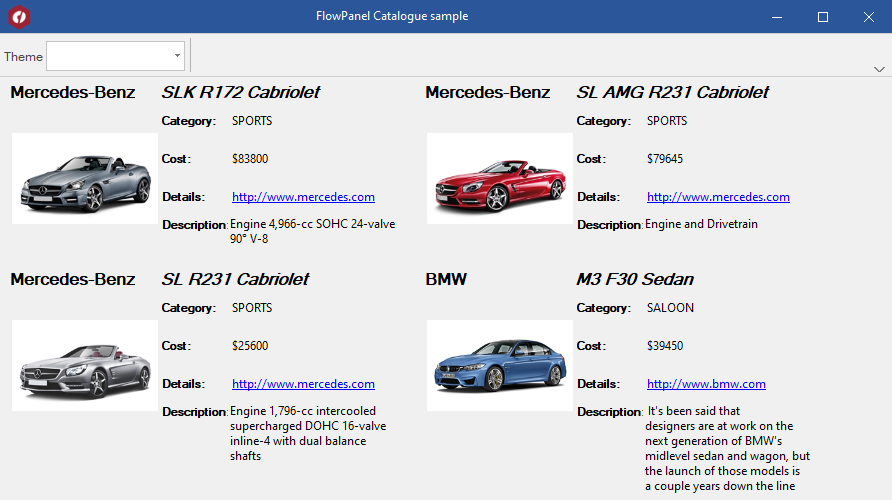 FlowPanel Catalogue sample
Theme
Mercedes-Benz SLK R172 Cabriolet
Category: SPORTS
Cost: $83800
Details: http://www.mercedes.com
Description: Engine 4,966-cc SOHC 24-valve
90° V-8
Mercedes-Benz SL AMG R231 Cabriolet
Category: SPORTS
Cost: $79645
Details: http://www.mercedes.com
Description: Engine and Drivetrain
Mercedes-Benz SL R231 Cabriolet
Category: SPORTS
Cost: $25600
Details: http://www.mercedes.com
Description: Engine 1,796-cc intercooled
supercharged DOHC 16-valve
inline-4 with dual balance
shafts
BMW M3 F30 Sedan
Category: SALOON
Cost: $39450
Details: http://www.bmw.com
Description: It's been said that
designers are at work on the
next generation of BMW's
midlevel sedan and wagon, but
the launch of those models is
a couple years down the line